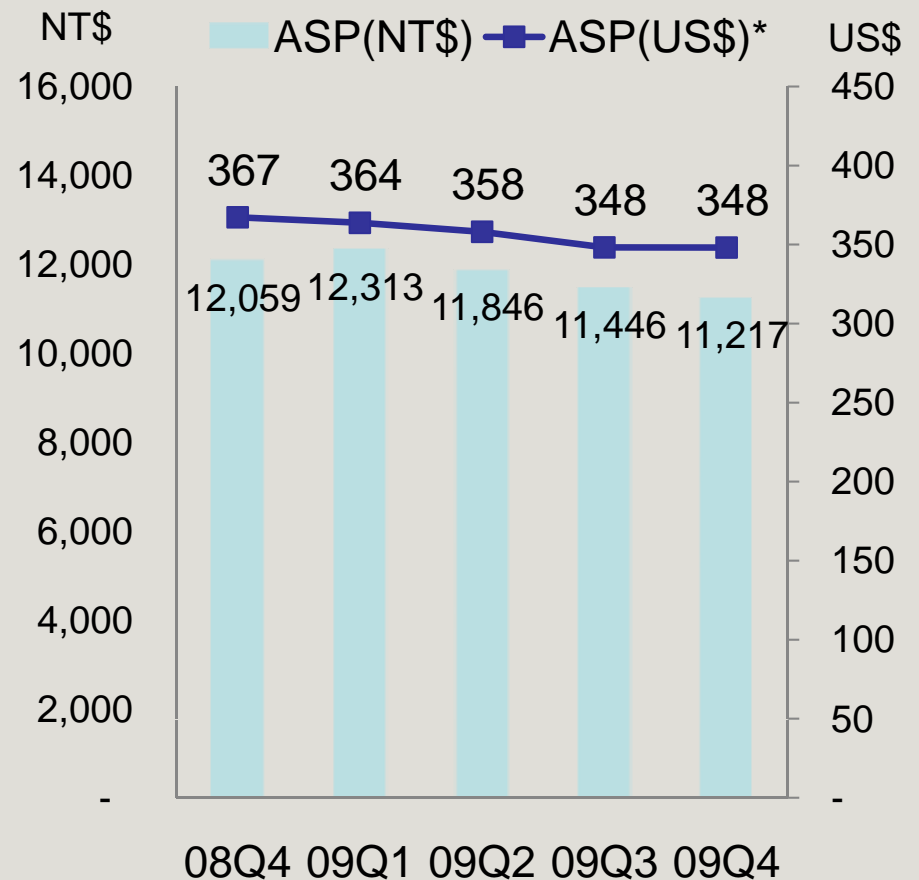 NT$ ASP(NT$) ASP(US$)* US$
16,000 450
14,000 400
12,000 350
10,000 300
8,000 250
6,000 200
4,000 150
2,000 100
- 50
-
367 364 358 348 348
12,059 12,313 11,846 11,446 11,217
08Q4 09Q1 09Q2 09Q3 09Q4